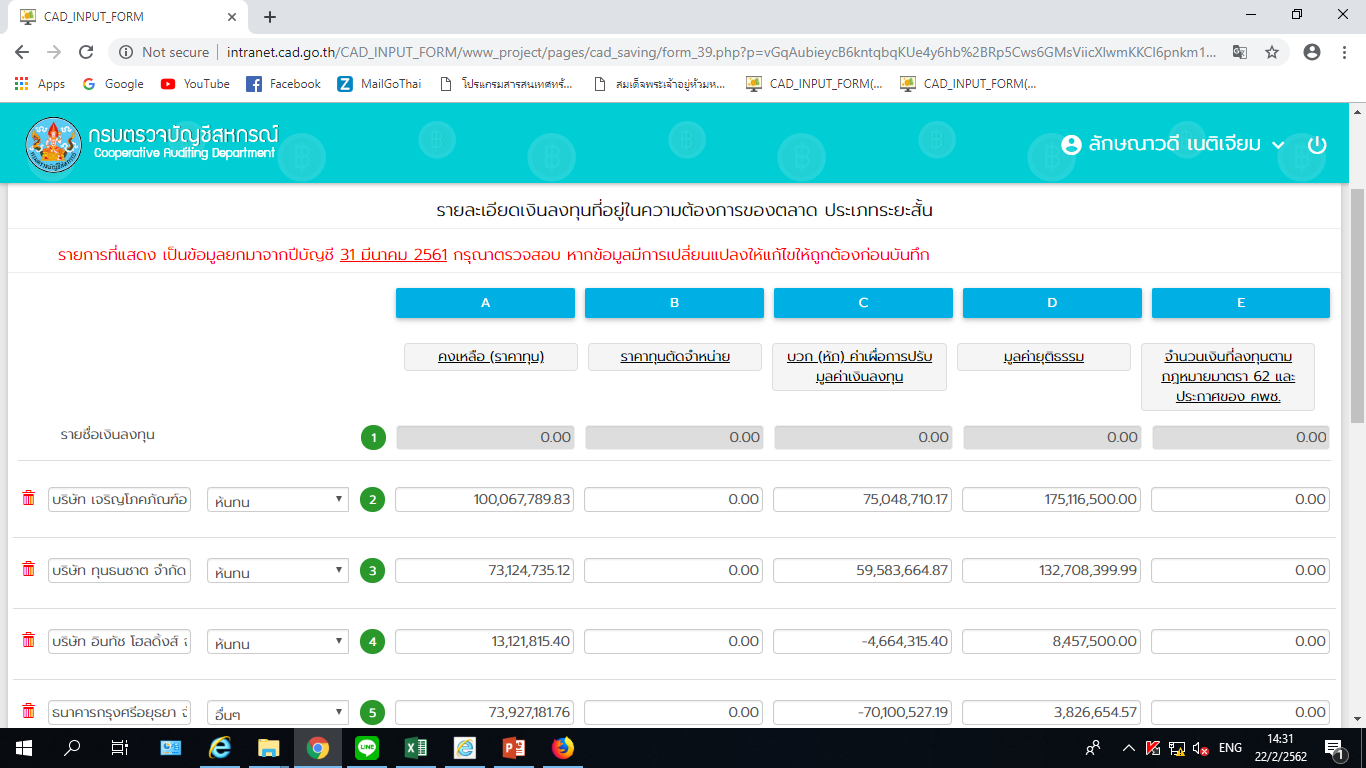 CAD_INPUT_FORM
Not secure | intranet.cad.go.th/CAD_INPUT_FORM/www_project/pages/cad_saving/form_39.php?p=vGqAubieycB6kntqbqKUe4y6hb%2BRp5Cws6GMsViicXlwmKKCl6pnkm1...
Apps Google YouTube Facebook MailGoThai โปรแกรมสารสนเทศทรั... สมเด็จพระเจ้าอยู่หัวมห... CAD_INPUT_FORM(... CAD_INPUT_FORM(...
กรมตรวจบัญชีสหกรณ์
Cooperative Auditing Department
ลักษณาวดี เนติเจียม
รายละเอียดเงินลงทุนที่อยู่ในความต้องการของตลาด ประเภทระยะสั้น
รายการที่แสดง เป็นข้อมูลยกมาจากปีบัญชี 31 มีนาคม 2561 กรุณาตรวจสอบ หากข้อมูลมีการเปลี่ยนแปลงให้แก้ไขให้ถูกต้องก่อนบันทึก
A B C D E
คงเหลือ (ราคาทุน) ราคาทุนตัดจำหน่าย บวก (หัก) ค่าเผื่อการปรับ มูลค่ายุติธรรม จำนวนเงินที่ลงทุนตาม
มูลค่าเงินลงทุน กฎหมายมาตรา 62 และ
ประกาศของ คพช.
รายชื่อเงินลงทุน 1 0.00 0.00 0.00 0.00 0.00
บริษัท เจริญโภคภัณฑ์อ หุ้นทุน 2 100,067,789.83 0.00 75,048,710.17 175,116,500.00 0.00
บริษัท ทุนธนชาต จำกัด หุ้นทุน 3 73,124,735.12 0.00 59,583,664.87 132,708,399.99 0.00
บริษัท อินทัช โฮลดิ้งส์ หุ้นทุน 4 13,121,815.40 0.00 -4,664,315.40 8,457,500.00 0.00
ธนาคารกรุงศรีอยุธยา อื่นๆ 5 73,927,181.76 0.00 -70,100,527.19 3,826,654.57 0.00
ENG 14:31
22/2/2562 1